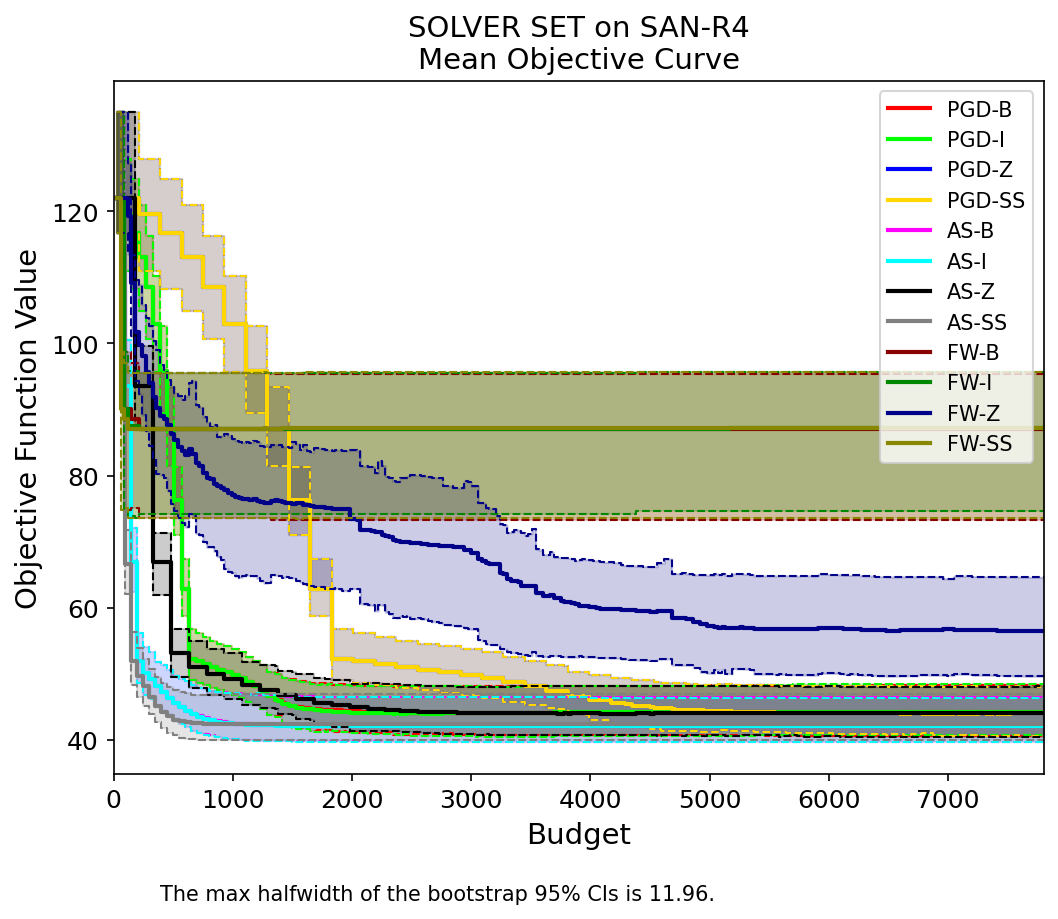 SOLVER SET on SAN-R4
Mean Objective Curve
Objective Function Value
120
100
80
60
40
0
1000
2000
3000
4000
5000
6000
7000
Budget
PGD-B
PGD-I
PGD-Z
PGD-SS
AS-B
AS-I
AS-Z
AS-SS
FW-B
FW-I
FW-Z
FW-SS
The max halfwidth of the bootstrap 95% CIs is 11.96.